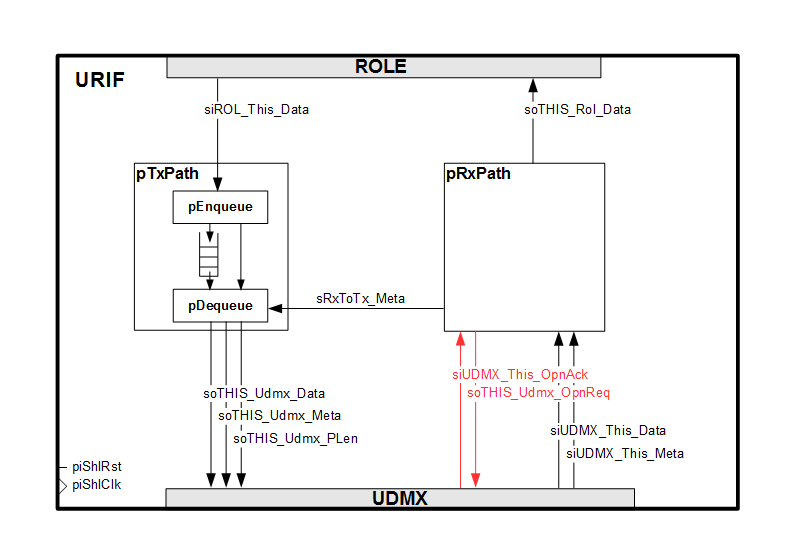 ROLE
URIF
siROL_This_Data
soTHIS_Rol_Data
pTxPath
pRxPath
pEnqueue
sRxToTx_Meta
pDequeue
siUDMX_This_OpnAck
soTHIS_Udmx_OpnReq
soTHIS_Udmx_Data
soTHIS_Udmx_Meta
soTHIS_Udmx_PLen
siUDMX_This_Data
siUDMX_This_Meta
piShlRst
piShlClk
UDMX